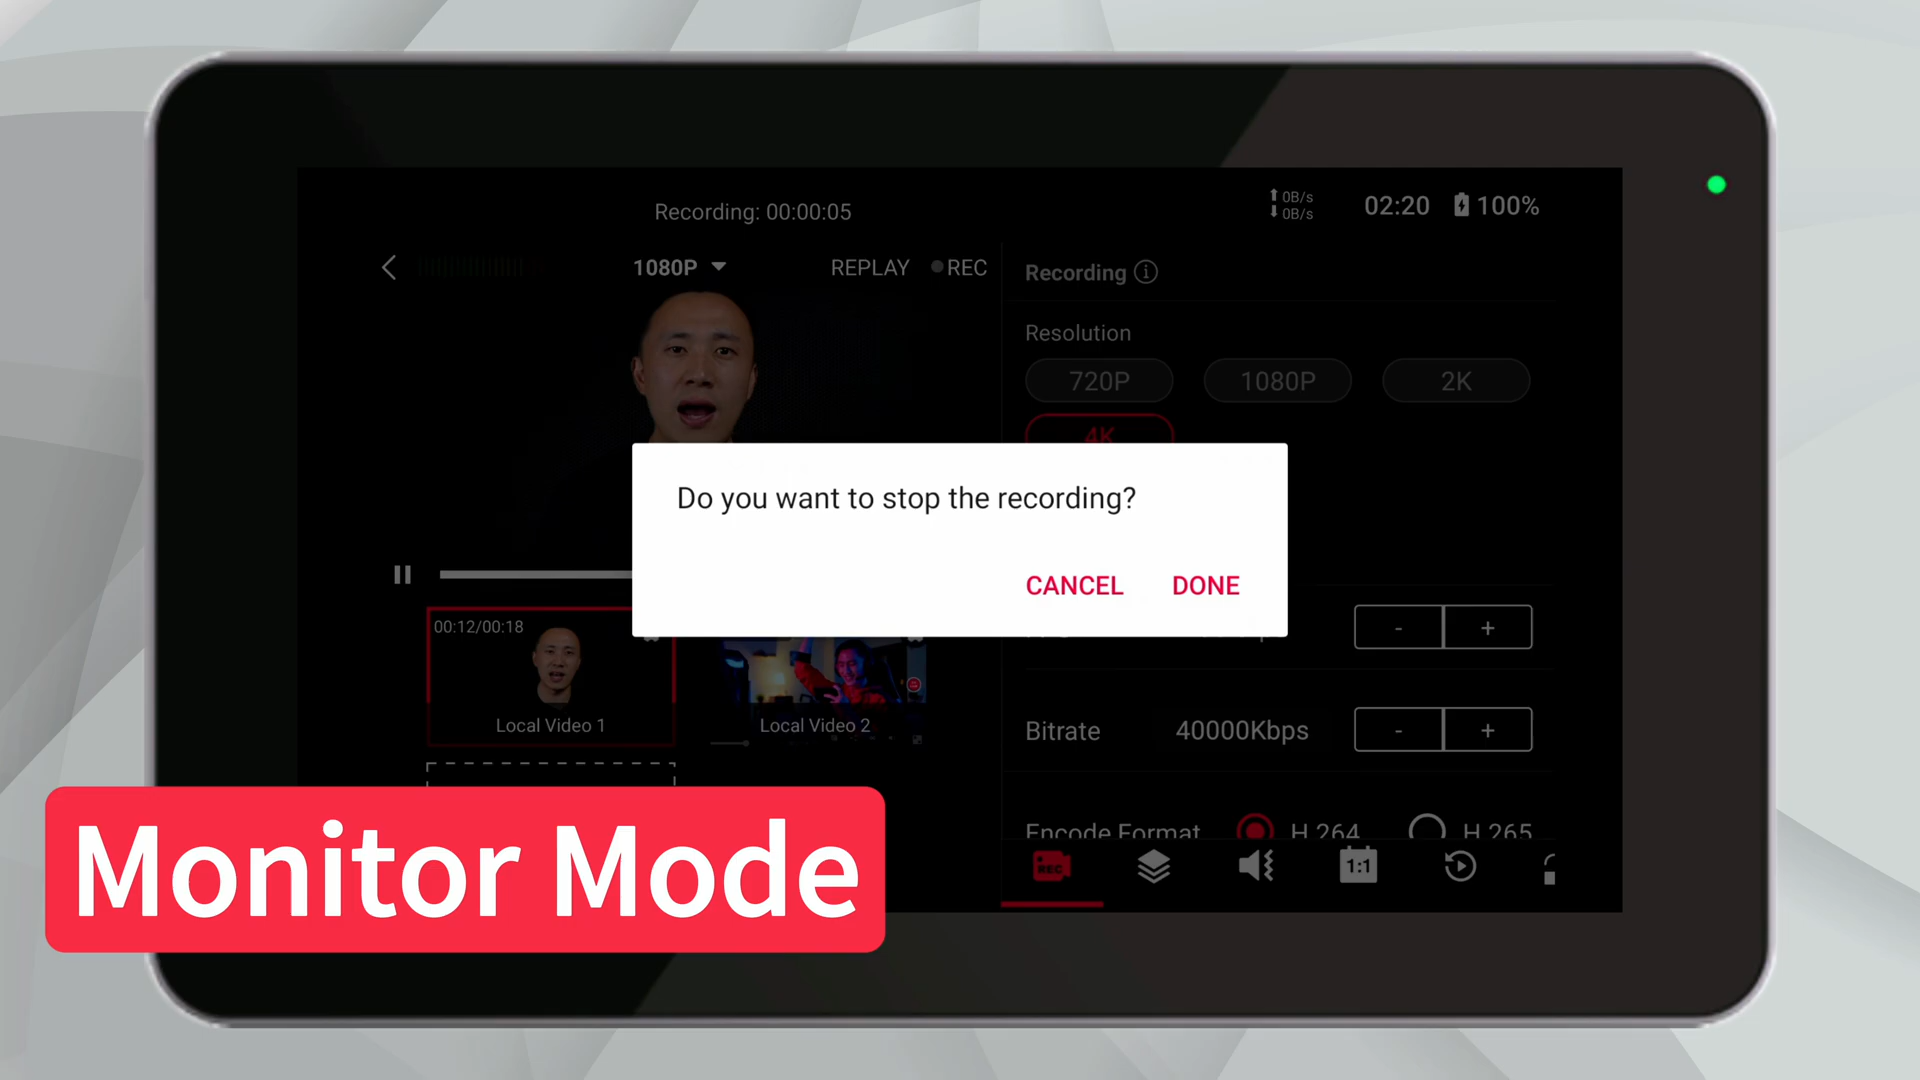 Recording: 00:00:05
0B/s
0B/s
02:20
100%
1080P
REPLAY
REC
Recording
Resolution
720P
1080P
2K
4K
Do you want to stop the recording?
CANCEL
DONE
-
+
00:12/00:18
Local Video 1
Local Video 2
Bitrate
40000Kbps
-
+
Encode Format
H.264
H.265
REC
1:1
Monitor Mode